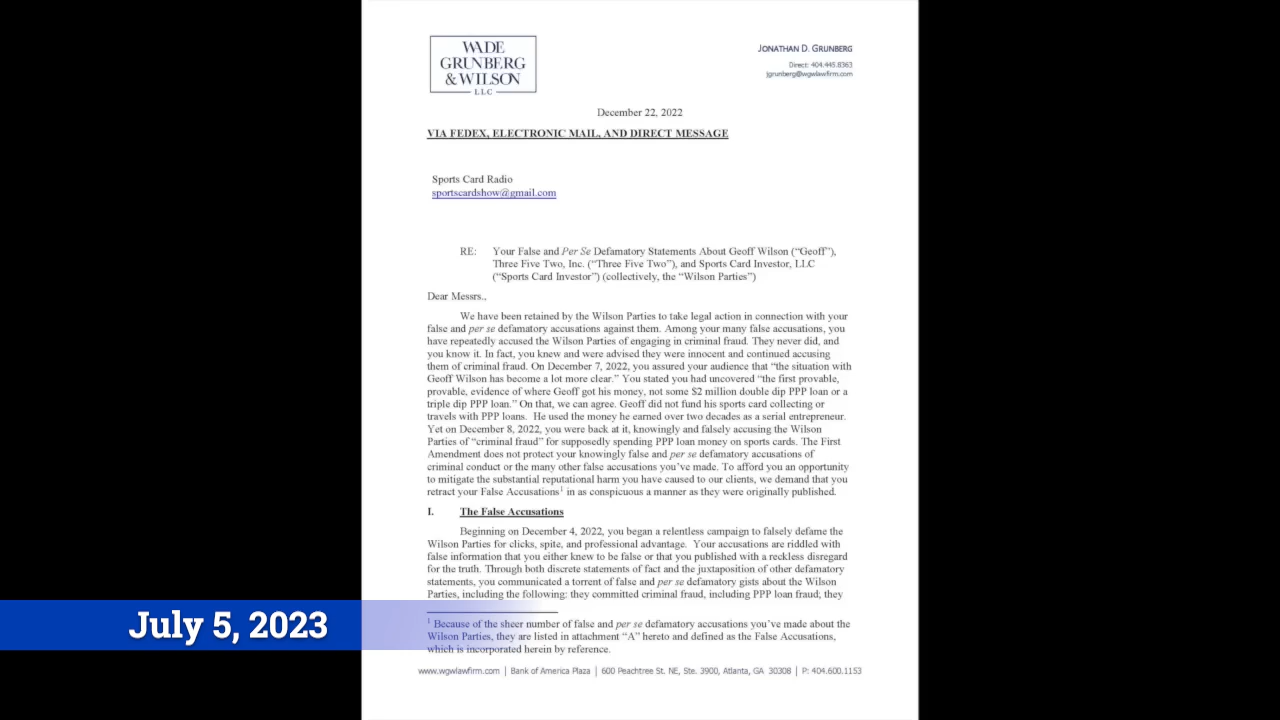 WADE
GRUNBERG
& WILSON
LLC
JONATHAN D. GRUNBERG
Direct: 404.445.8363
jgrunberg@wgwlawfirm.com
December 22, 2022
VIA FEDEX, ELECTRONIC MAIL, AND DIRECT MESSAGE
Sports Card Radio
sportscardshow@gmail.com
RE: Your False and Per Se Defamatory Statements About Geoff Wilson (“Geoff”),
Three Five Two, Inc. (“Three Five Two”), and Sports Card Investor, LLC
(“Sports Card Investor”) (collectively, the “Wilson Parties”)
Dear Messrs.,
We have been retained by the Wilson Parties to take legal action in connection with your
false and per se defamatory accusations against them. Among your many false accusations, you
have repeatedly accused the Wilson Parties of engaging in criminal fraud. They never did, and
you know it. In fact, you knew and were advised they were innocent and continued accusing
them of criminal fraud. On December 7, 2022, you assured your audience that “the situation with
Geoff Wilson has become a lot more clear.” You stated you had uncovered “the first provable,
provable, evidence of where Geoff got his money, not some $2 million double dip PPP loan or a
triple dip PPP loan.” On that, we can agree. Geoff did not fund his sports card collecting or
travels with PPP loans. He used the money he earned over two decades as a serial entrepreneur.
Yet on December 8, 2022, you were back at it, knowingly and falsely accusing the Wilson
Parties of “criminal fraud” for supposedly spending PPP loan money on sports cards. The First
Amendment does not protect your knowingly false and per se defamatory accusations of
criminal conduct or the many other false accusations you’ve made. To afford you an opportunity
to mitigate the substantial reputational harm you have caused to our clients, we demand that you
retract your False Accusations1 in as conspicuous a manner as they were originally published.
I. The False Accusations
Beginning on December 4, 2022, you began a relentless campaign to falsely defame the
Wilson Parties for clicks, spite, and professional advantage. Your accusations are riddled with
false information that you either knew to be false or that you published with a reckless disregard
for the truth. Through both discrete statements of fact and the juxtaposition of other defamatory
statements, you communicated a torrent of false and per se defamatory gists about the Wilson
Parties, including the following: they committed criminal fraud, including PPP loan fraud; they
1 Because of the sheer number of false and per se defamatory accusations you’ve made about the
Wilson Parties, they are listed in attachment “A” hereto and defined as the False Accusations,
which is incorporated herein by reference.
www.wgwlawfirm.com | Bank of America Plaza | 600 Peachtree St. NE, Ste. 3900, Atlanta, GA 30308 | P: 404.600.1153
July 5, 2023